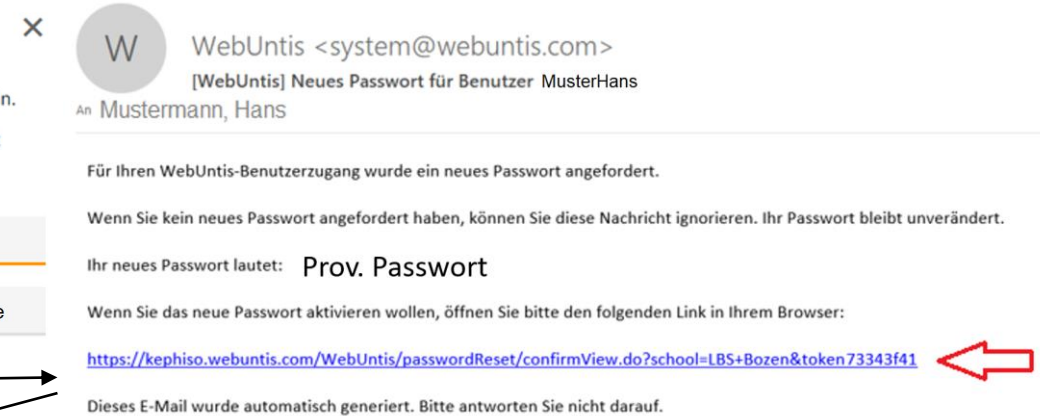 W
WebUntis <system@webuntis.com>
[WebUntis] Neues Passwort für Benutzer MusterHans
An Mustermann, Hans
n.
Für Ihren WebUntis-Benutzerzugang wurde ein neues Passwort angefordert.
Wenn Sie kein neues Passwort angefordert haben, können Sie diese Nachricht ignorieren. Ihr Passwort bleibt unverändert.
Ihr neues Passwort lautet: Prov. Passwort
Wenn Sie das neue Passwort aktivieren wollen, öffnen Sie bitte den folgenden Link in Ihrem Browser:
e
https://kephiso.webuntis.com/WebUntis/passwordReset/confirmView.do?school=LBS+Bozen&token73343f41
Dieses E-Mail wurde automatisch generiert. Bitte antworten Sie nicht darauf.